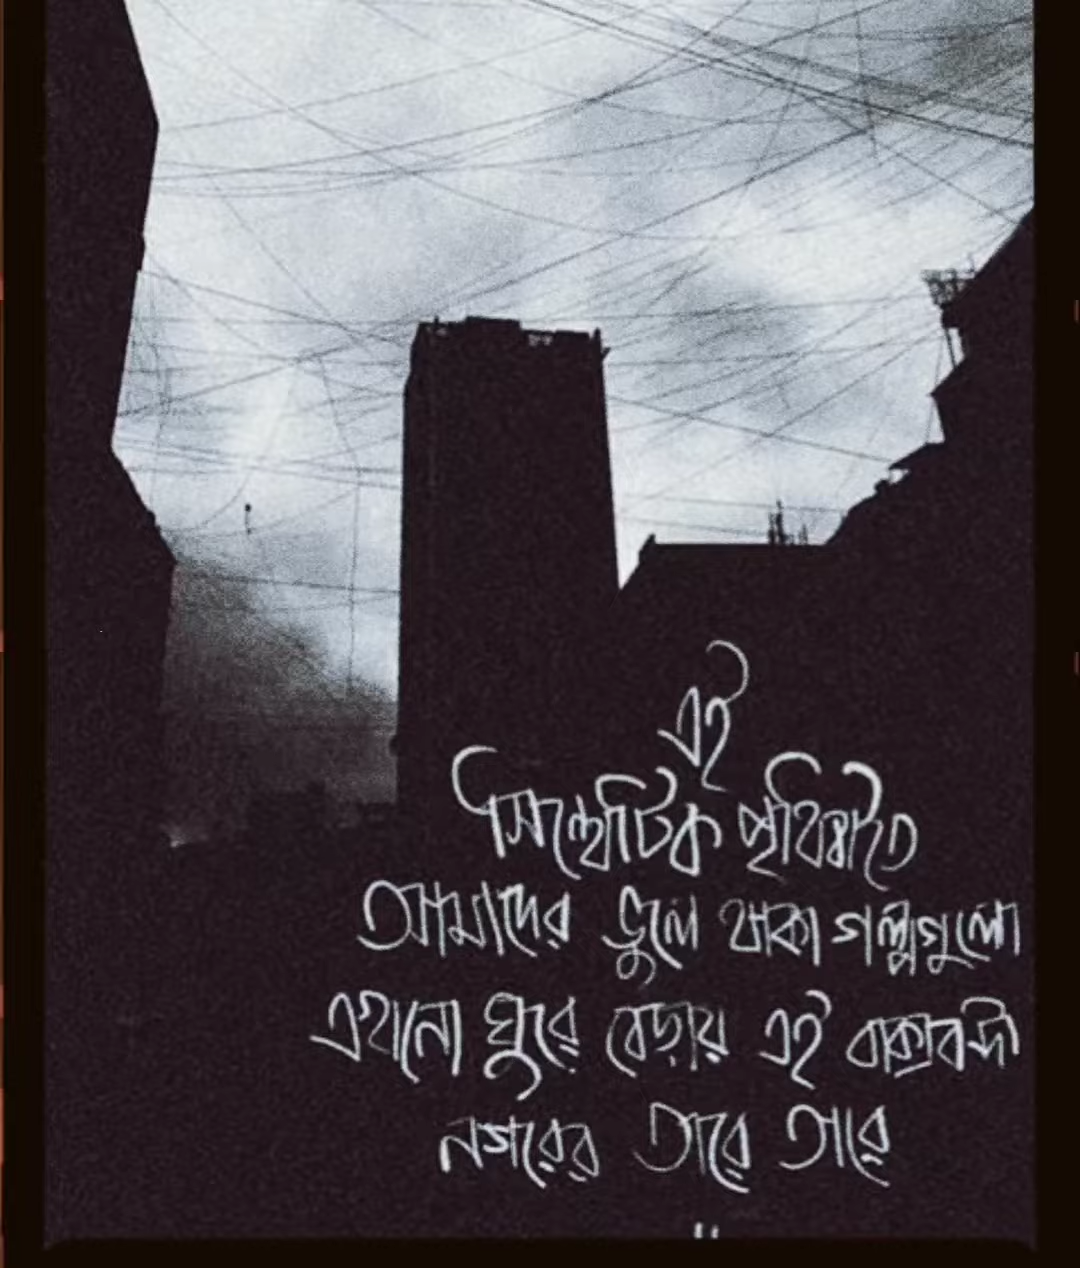 এই
সিন্থেটিক পৃথিবীতে
আমাদের ভুলে থাকা গল্পগুলো
এখনো ঘুরে বেড়ায় এই বাক্সবন্দী
নগরের তারে তারে
"